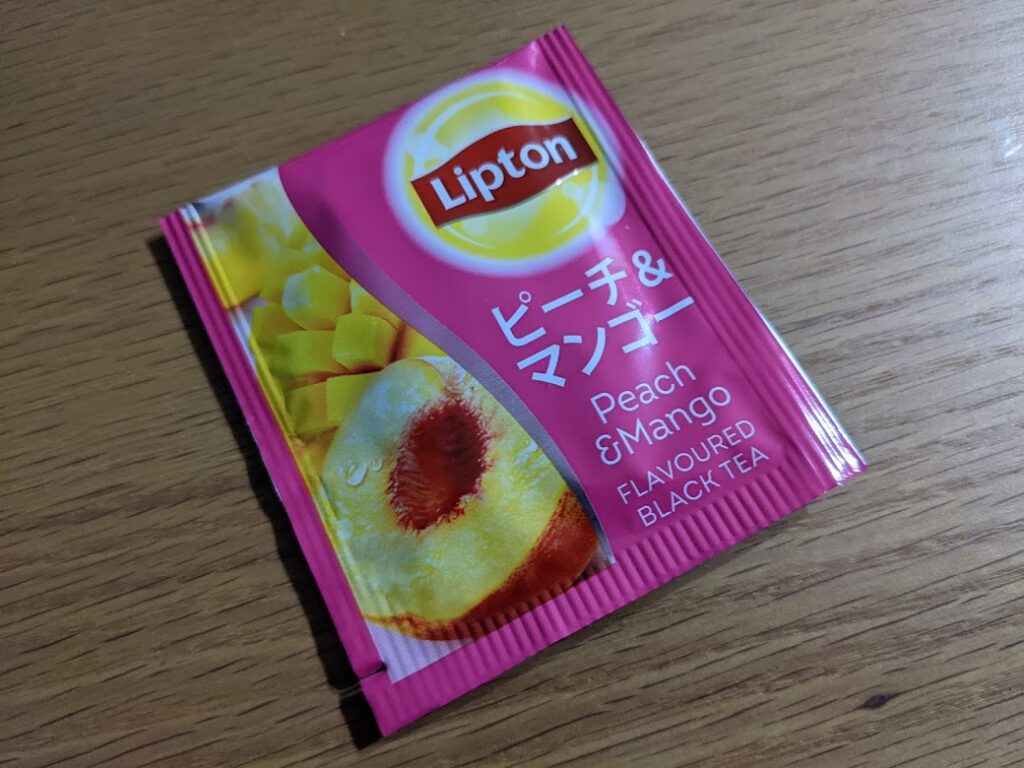 Lipton
ピーチ&
マンゴー
Peach
&Mango
FLAVOURED
BLACK TEA